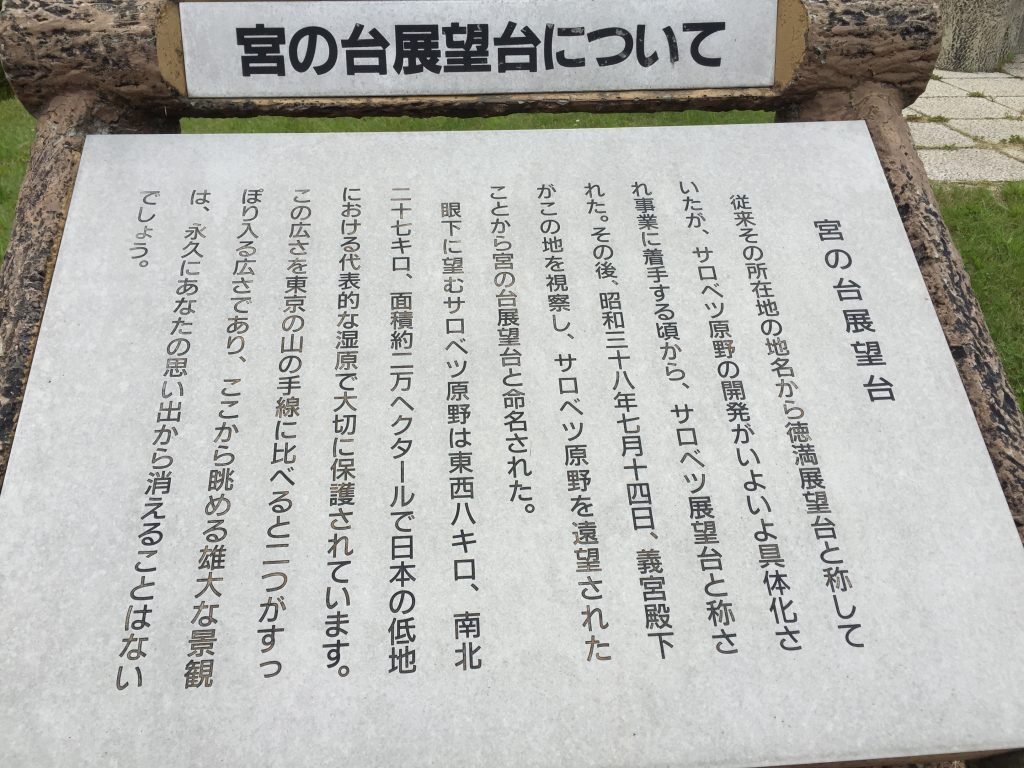 宮の台展望台について
宮の台展望台
従来その所在地の地名から徳満展望台と称して
いたが、サロベツ原野の開発がいよいよ具体化さ
れ事業に着手する頃から、サロベツ展望台と称さ
れた。その後、昭和三十八年七月十四日、義宮殿下
がこの地を視察し、サロベツ原野を遠望された
ことから宮の台展望台と命名された。
眼下に望むサロベツ原野は東西八キロ、南北
二十七キロ、面積約二万ヘクタールで日本の低地
における代表的な湿原で大切に保護されています。
この広さを東京の山の手線に比べると二つがすっ
ぽり入る広さであり、ここから眺める雄大な景観
は、永久にあなたの思い出から消えることはない
でしょう。